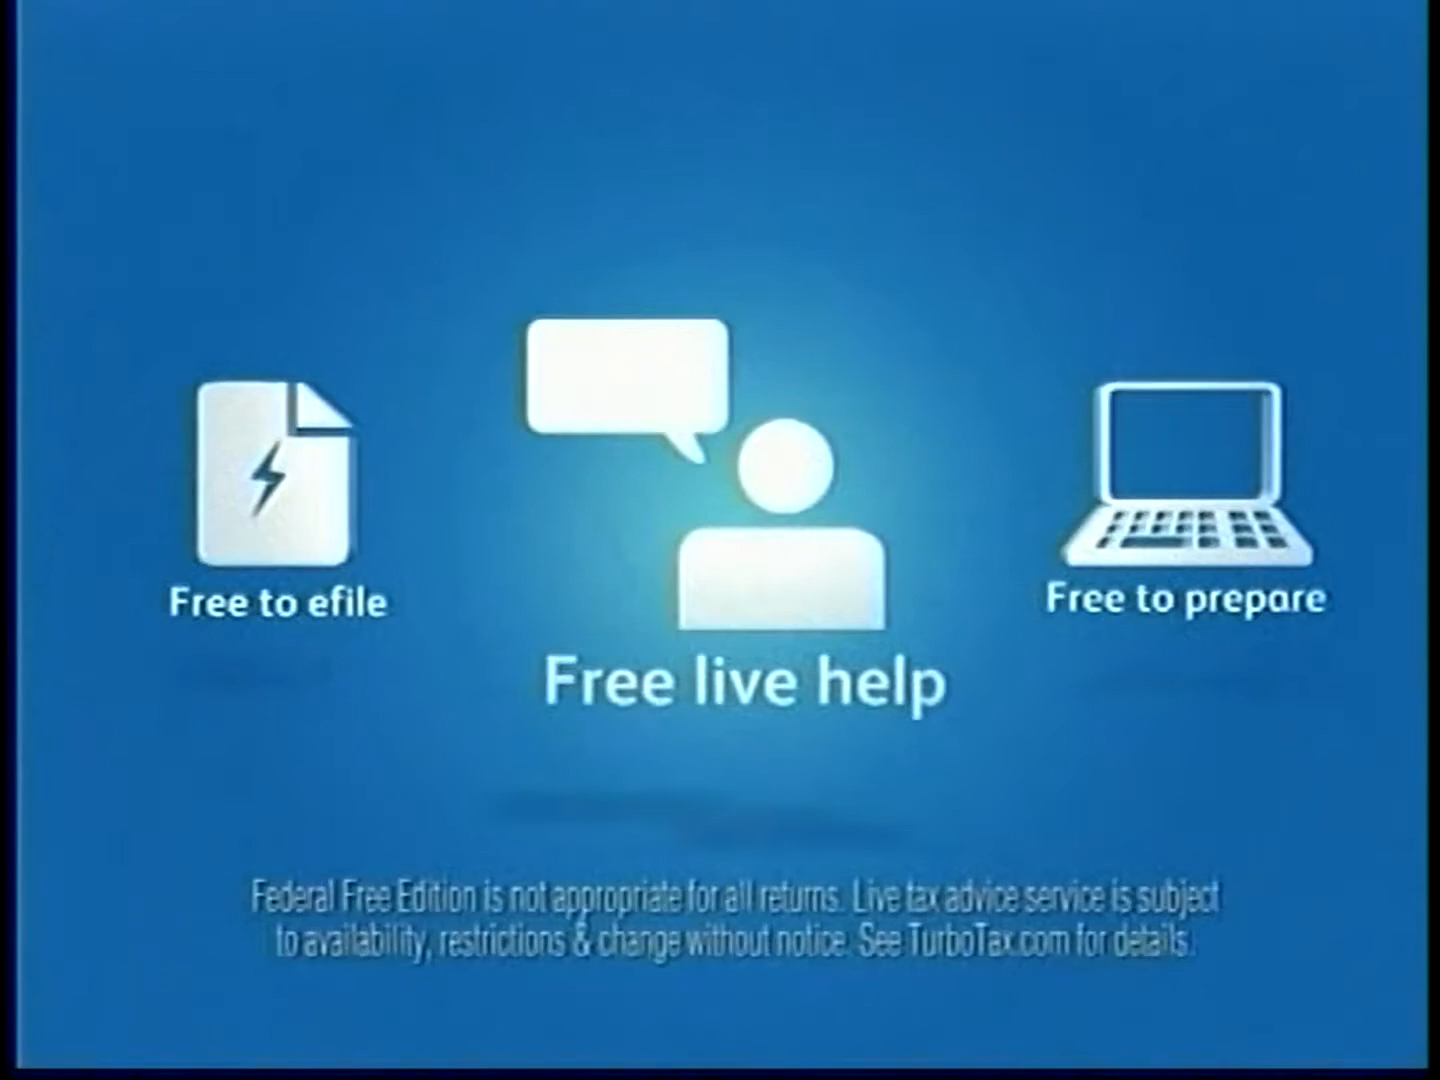 Free to efile
Free live help
Free to prepare
Federal Free Edition is not appropriate for all returns. Live tax advice service is subject
to availability, restrictions & change without notice. See TurboTax.com for details.